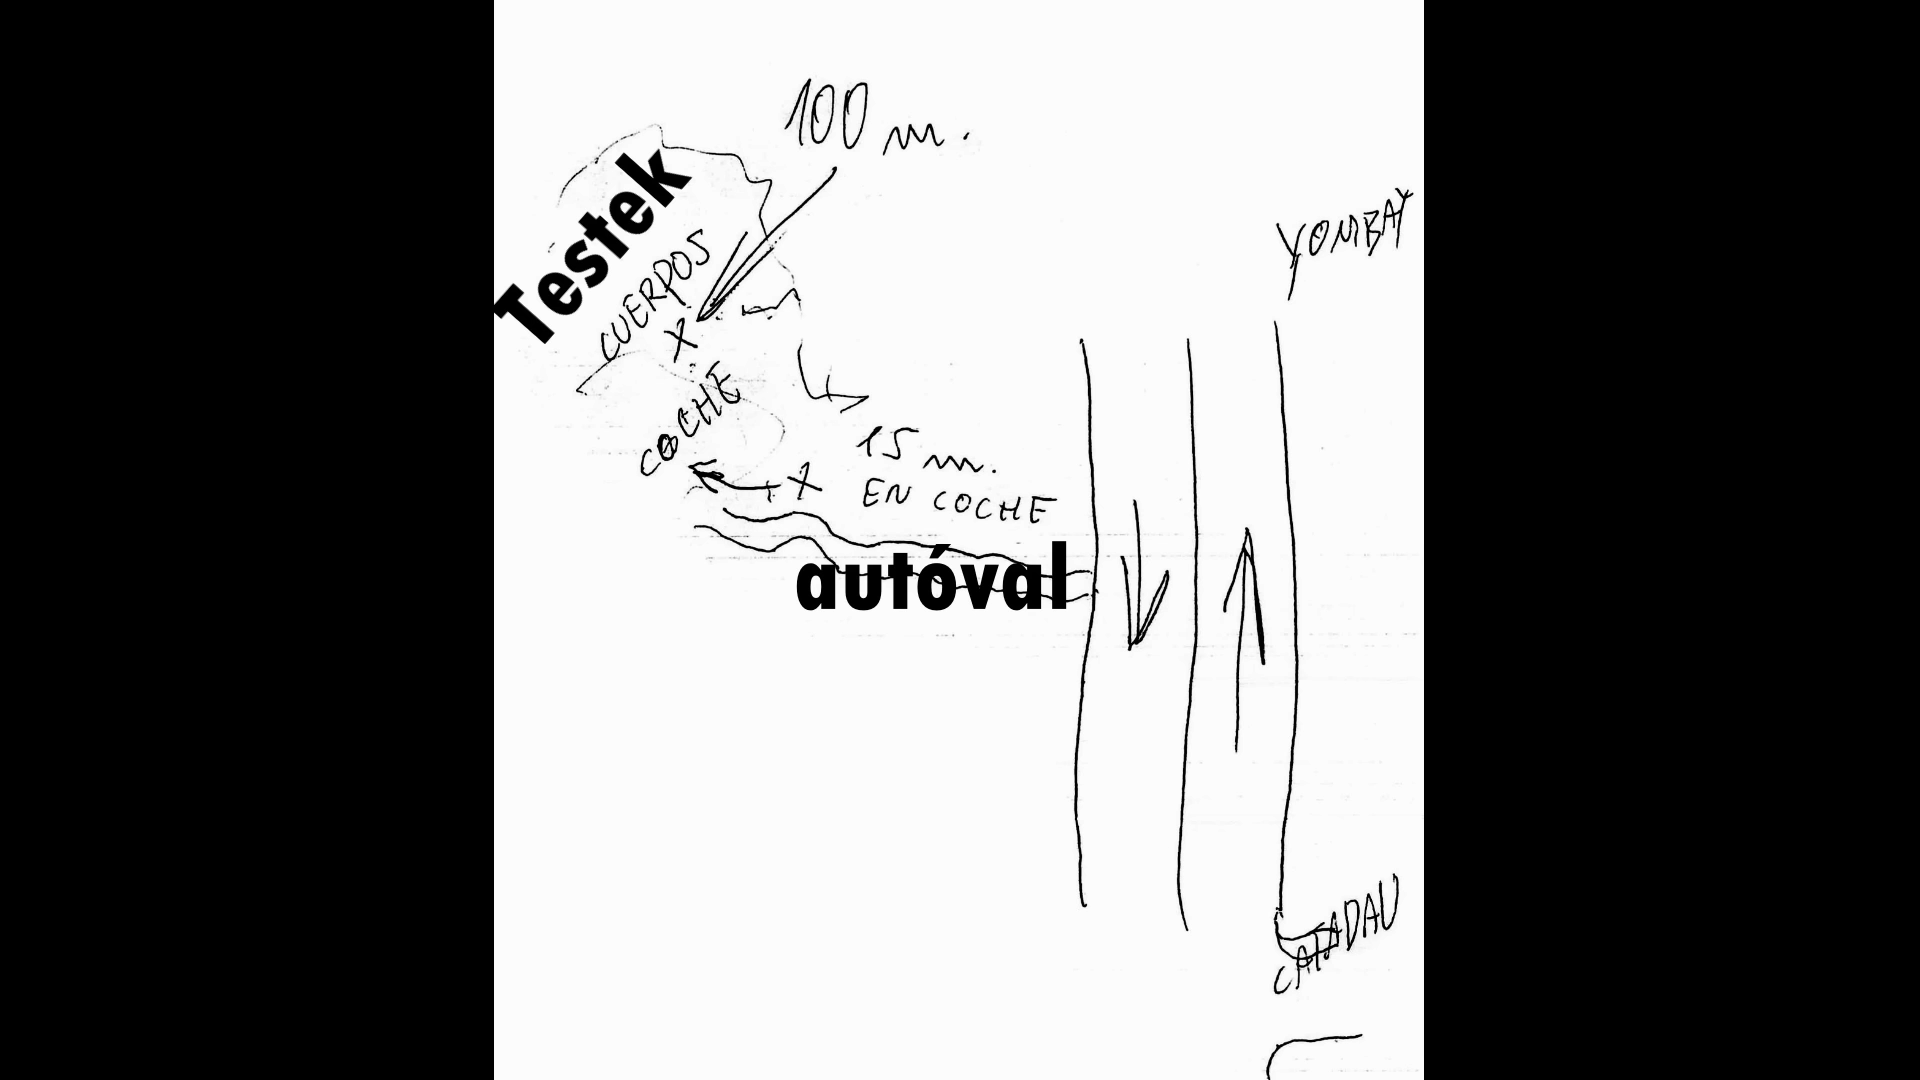 100 m.
YOMBAY
Testek
CUERPOS
X
COCHE
X
15 m.
EN COCHE
autóval
CATADAU